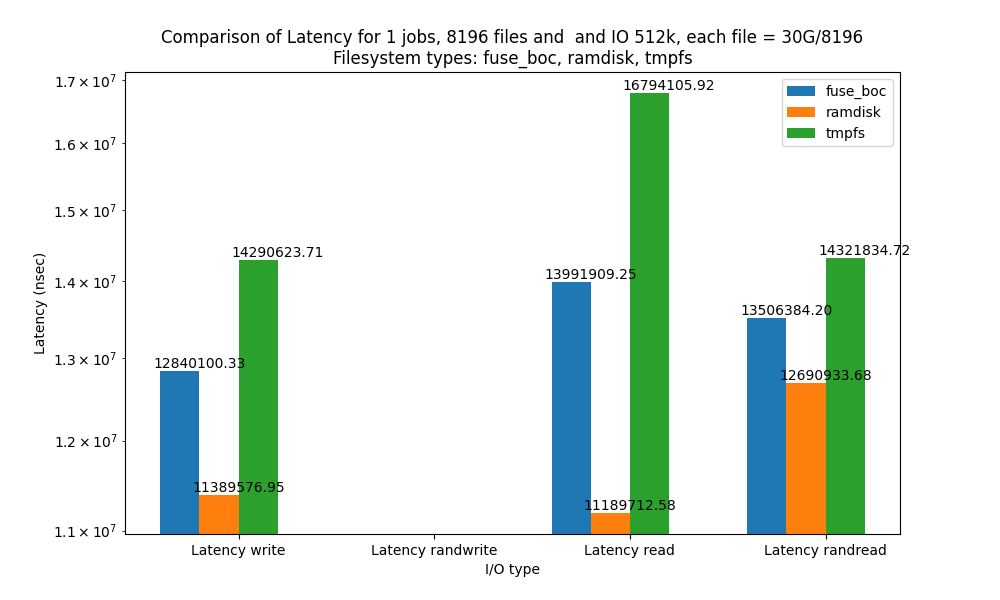 Comparison of Latency for 1 jobs, 8196 files and  and IO 512k, each file = 30G/8196
Filesystem types: fuse_boc, ramdisk, tmpfs
fuse_boc
ramdisk
tmpfs
Latency (nsec)
1.7 × 10^7
1.6 × 10^7
1.5 × 10^7
1.4 × 10^7
1.3 × 10^7
1.2 × 10^7
1.1 × 10^7
12840100.33
11389576.95
14290623.71
13991909.25
11189712.58
16794105.92
13506384.20
12690933.68
14321834.72
Latency write
Latency randwrite
Latency read
Latency randread
I/O type